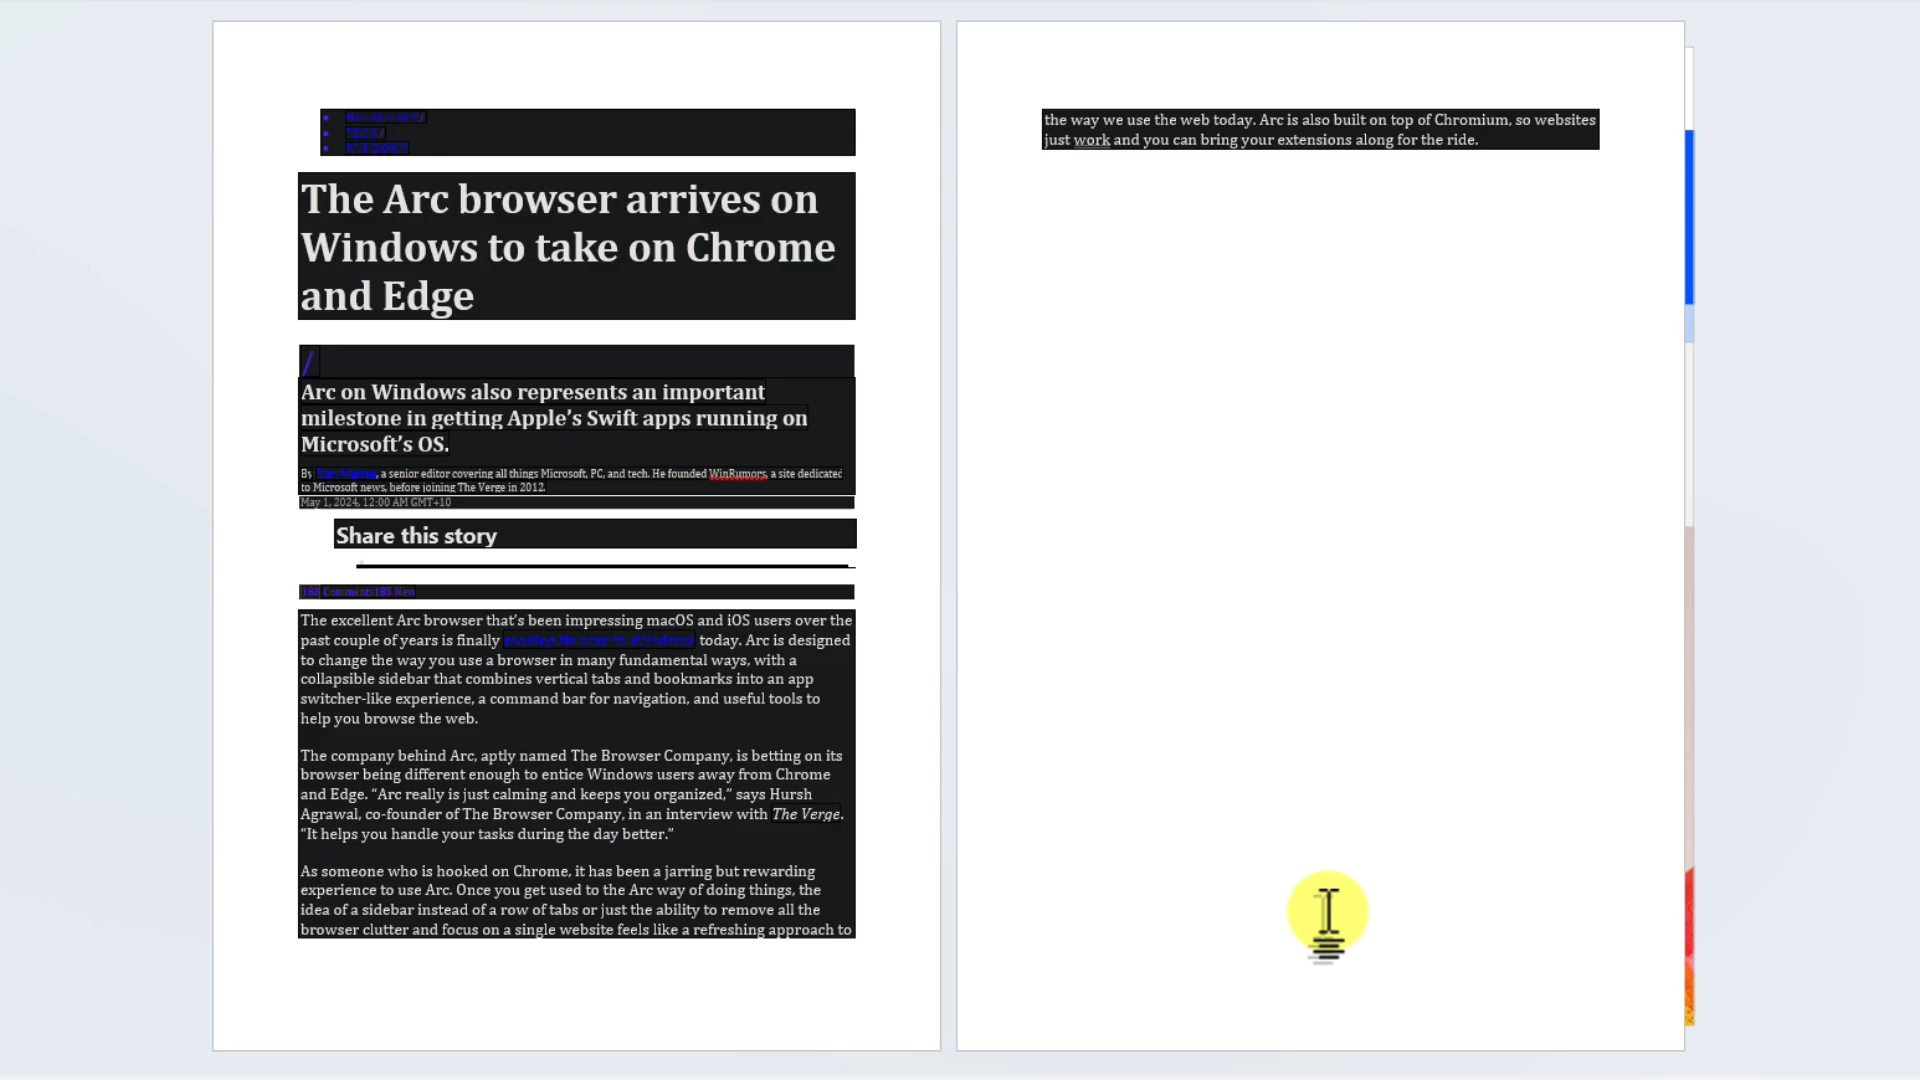 The Arc browser arrives on
Windows to take on Chrome
and Edge
/
Arc on Windows also represents an important
milestone in getting Apple’s Swift apps running on
Microsoft’s OS.
By , a senior editor covering all things Microsoft, PC, and tech. He founded WinRumors, a site dedicated
to Microsoft news, before joining The Verge in 2012.
May 1, 2024, 12:00 AM GMT+10
Share this story
Comments New
The excellent Arc browser that’s been impressing macOS and iOS users over the
past couple of years is finally today. Arc is designed
to change the way you use a browser in many fundamental ways, with a
collapsible sidebar that combines vertical tabs and bookmarks into an app
switcher-like experience, a command bar for navigation, and useful tools to
help you browse the web.
The company behind Arc, aptly named The Browser Company, is betting on its
browser being different enough to entice Windows users away from Chrome
and Edge. “Arc really is just calming and keeps you organized,” says Hursh
Agrawal, co-founder of The Browser Company, in an interview with The Verge.
“It helps you handle your tasks during the day better.”
As someone who is hooked on Chrome, it has been a jarring but rewarding
experience to use Arc. Once you get used to the Arc way of doing things, the
idea of a sidebar instead of a row of tabs or just the ability to remove all the
browser clutter and focus on a single website feels like a refreshing approach to
the way we use the web today. Arc is also built on top of Chromium, so websites
just work and you can bring your extensions along for the ride.